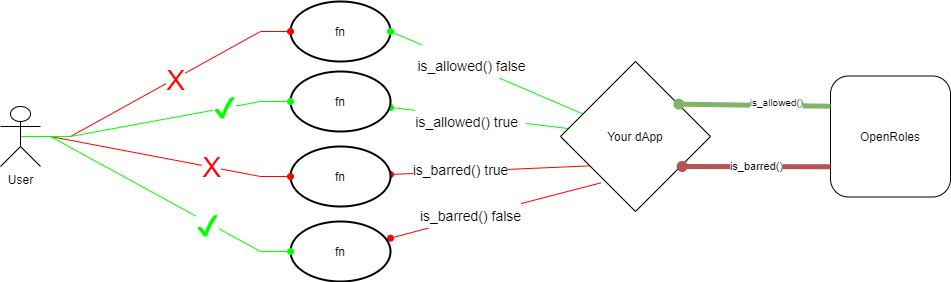 fn
is_allowed() false
X
fn
is_allowed() true
is_allowed()
Your dApp
OpenRoles
User
X
fn
is_barred() true
is_barred()
is_barred() false
fn